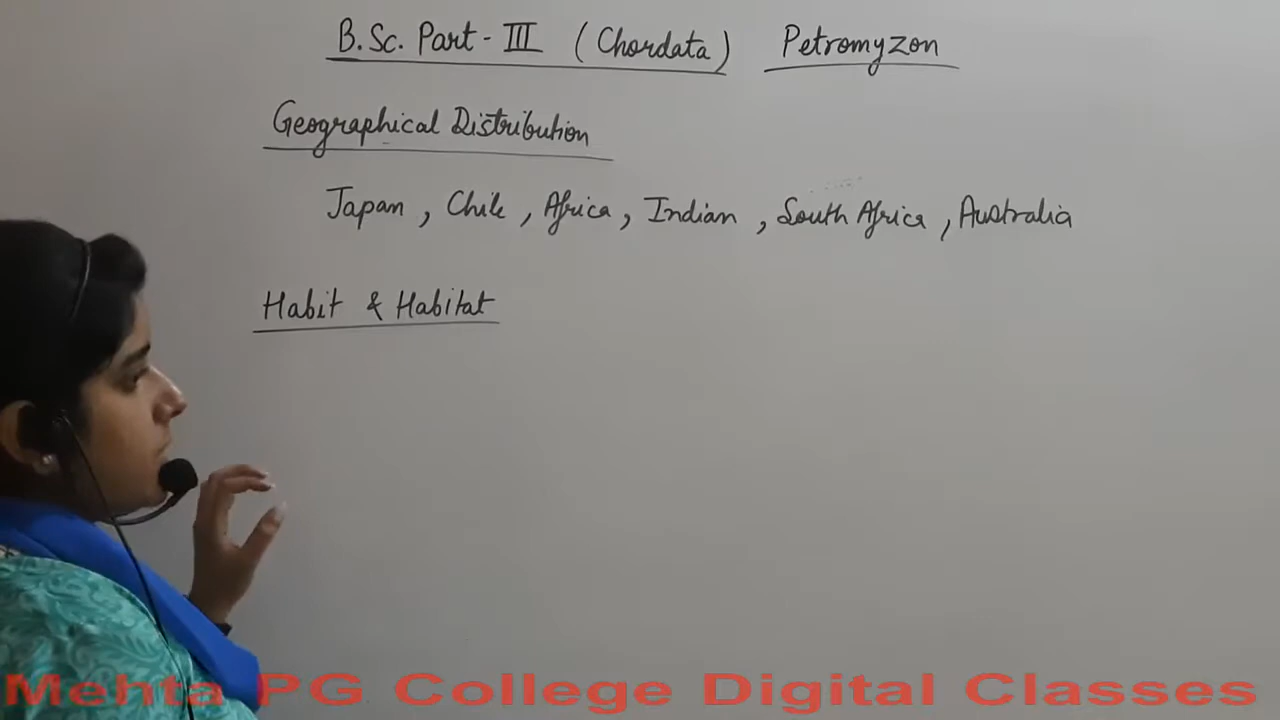 B.Sc. Part - III (Chordata) Petromyzon
Geographical Distribution
Japan, Chile, Africa, Indian, South Africa, Australia
Habit & Habitat
Mehta PG College Digital Classes